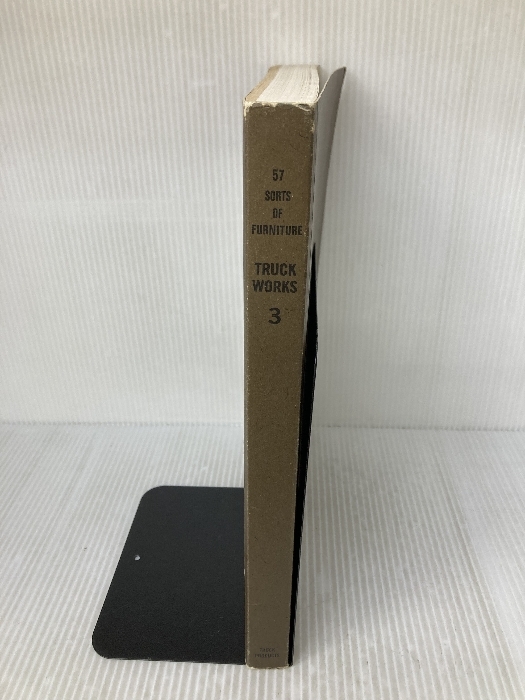 57
SORTS
OF
FURNITURE
TRUCK
WORKS
3